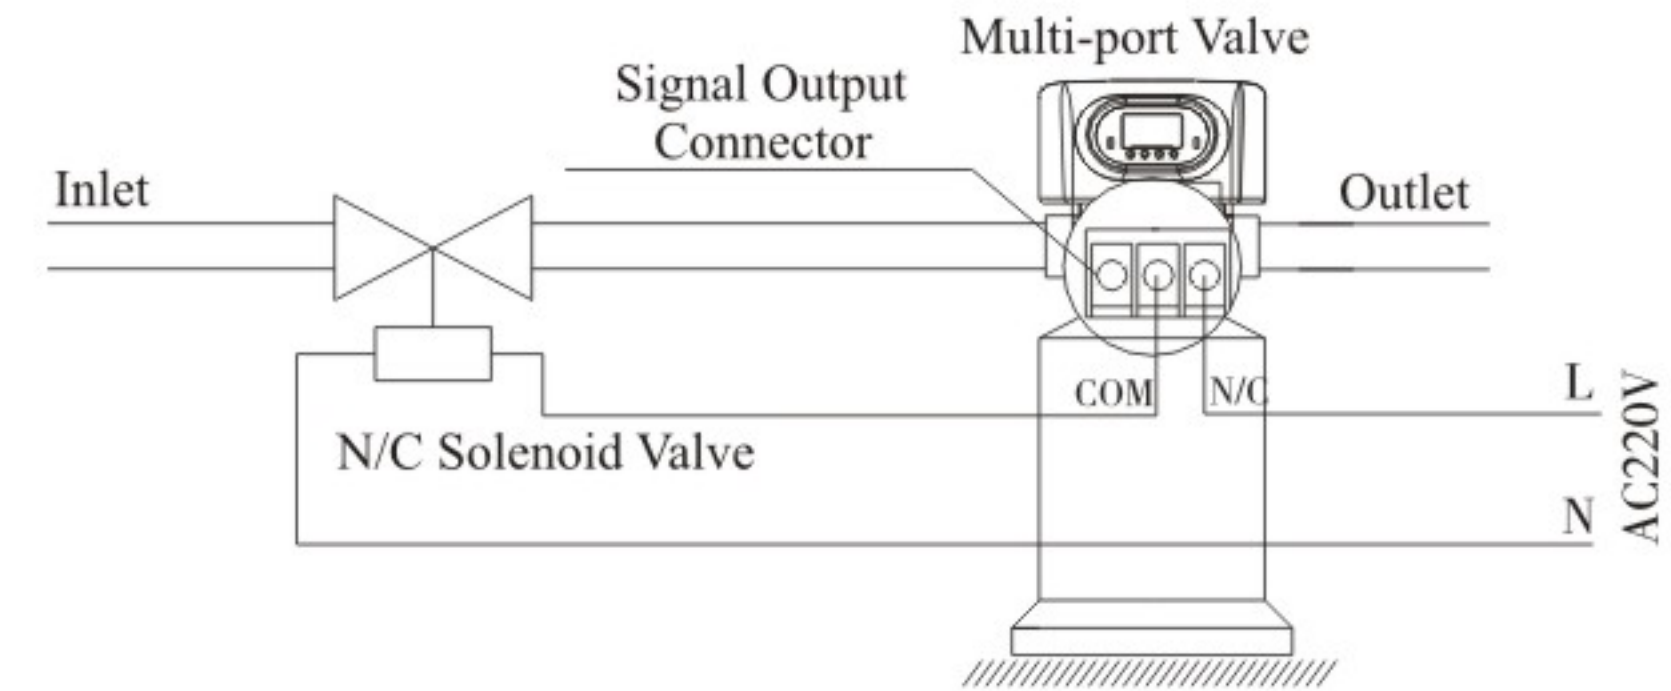 Multi-port Valve
Signal Output
Connector
Inlet
Outlet
COM
N/C
L
N/C Solenoid Valve
AC220V
N